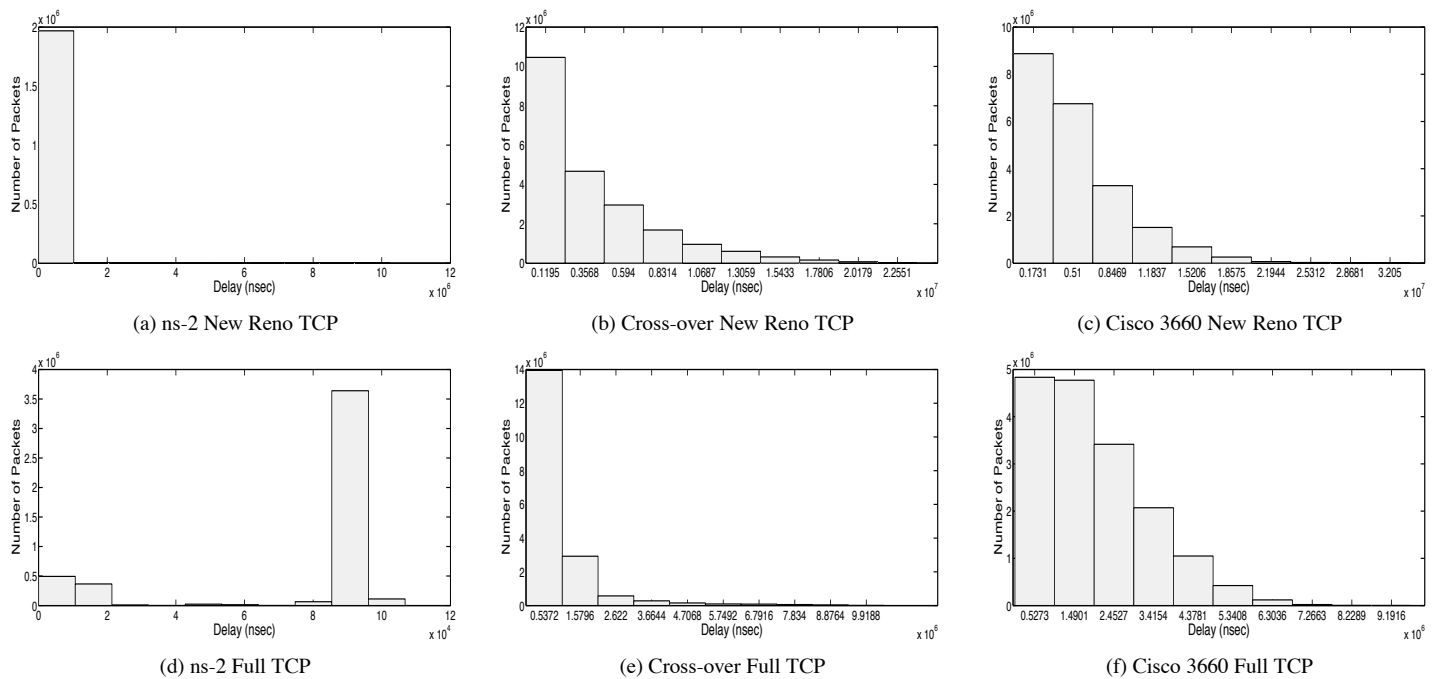 x 10^6
2
1.5
1
0.5
0
Number of Packets
0 2 4 6 8 10 12
Delay (nsec)
x 10^6
(a) ns-2 New Reno TCP
x 10^6
12
10
8
6
4
2
0
Number of Packets
0.1195 0.3568 0.594 0.8314 1.0687 1.3059 1.5433 1.7806 2.0179 2.2551
Delay (nsec)
x 10^7
(b) Cross-over New Reno TCP
x 10^6
10
8
6
4
2
0
Number of Packets
0.1731 0.51 0.8469 1.1837 1.5206 1.8575 2.1944 2.5312 2.8681 3.205
Delay (nsec)
x 10^7
(c) Cisco 3660 New Reno TCP
x 10^6
4
3.5
3
2.5
2
1.5
1
0.5
0
Number of Packets
0 2 4 6 8 10 12
Delay (nsec)
x 10^4
(d) ns-2 Full TCP
x 10^6
14
12
10
8
6
4
2
0
Number of Packets
0.5372 1.5796 2.622 3.6644 4.7068 5.7492 6.7916 7.834 8.8764 9.9188
Delay (nsec)
x 10^6
(e) Cross-over Full TCP
x 10^6
5
4
3
2
1
0
Number of Packets
0.5273 1.4901 2.4527 3.4154 4.3781 5.3408 6.3036 7.2663 8.2289 9.1916
Delay (nsec)
x 10^6
(f) Cisco 3660 Full TCP